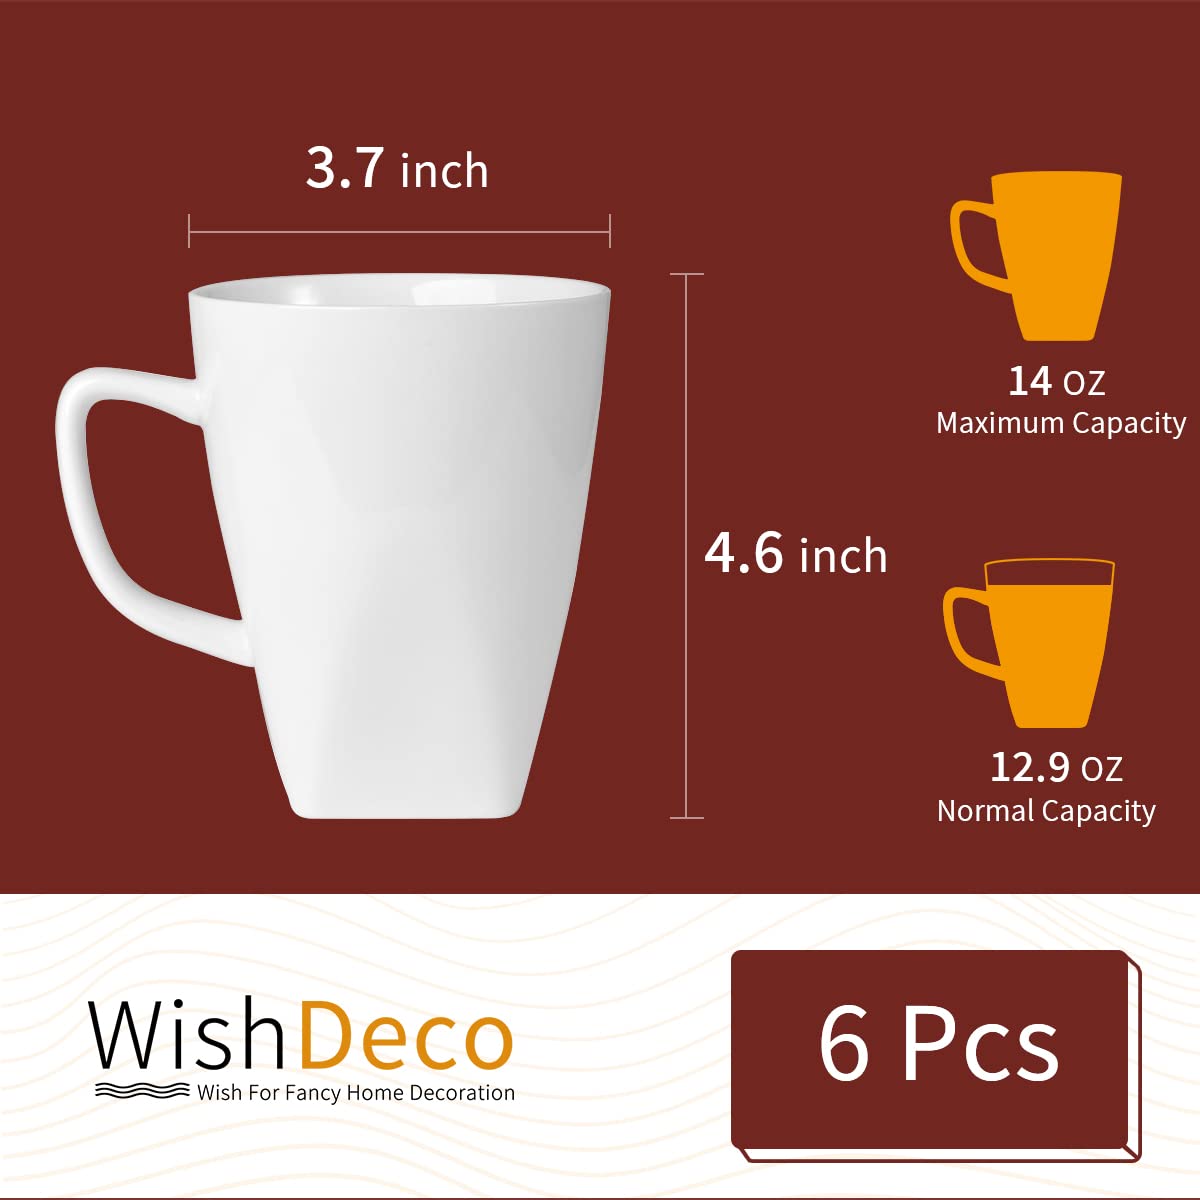 3.7 inch
4.6 inch
14 OZ
Maximum Capacity
12.9 OZ
Normal Capacity
WishDeco
Wish For Fancy Home Decoration
6 Pcs